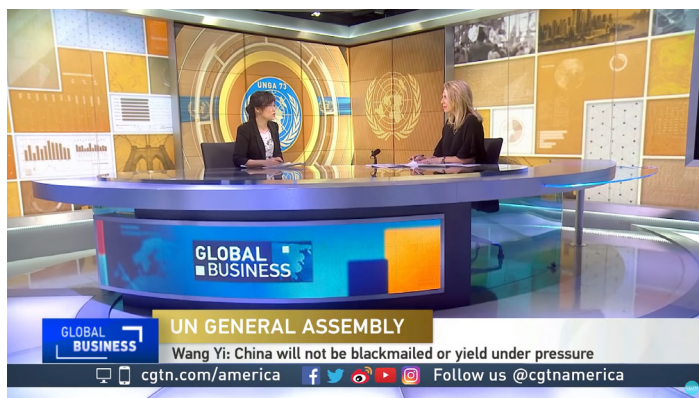 UNGA 73
GLOBAL
BUSINESS
GLOBAL
BUSINESS
UN GENERAL ASSEMBLY
Wang Yi: China will not be blackmailed or yield under pressure
cgtn.com/america
Follow us @cgtnamerica